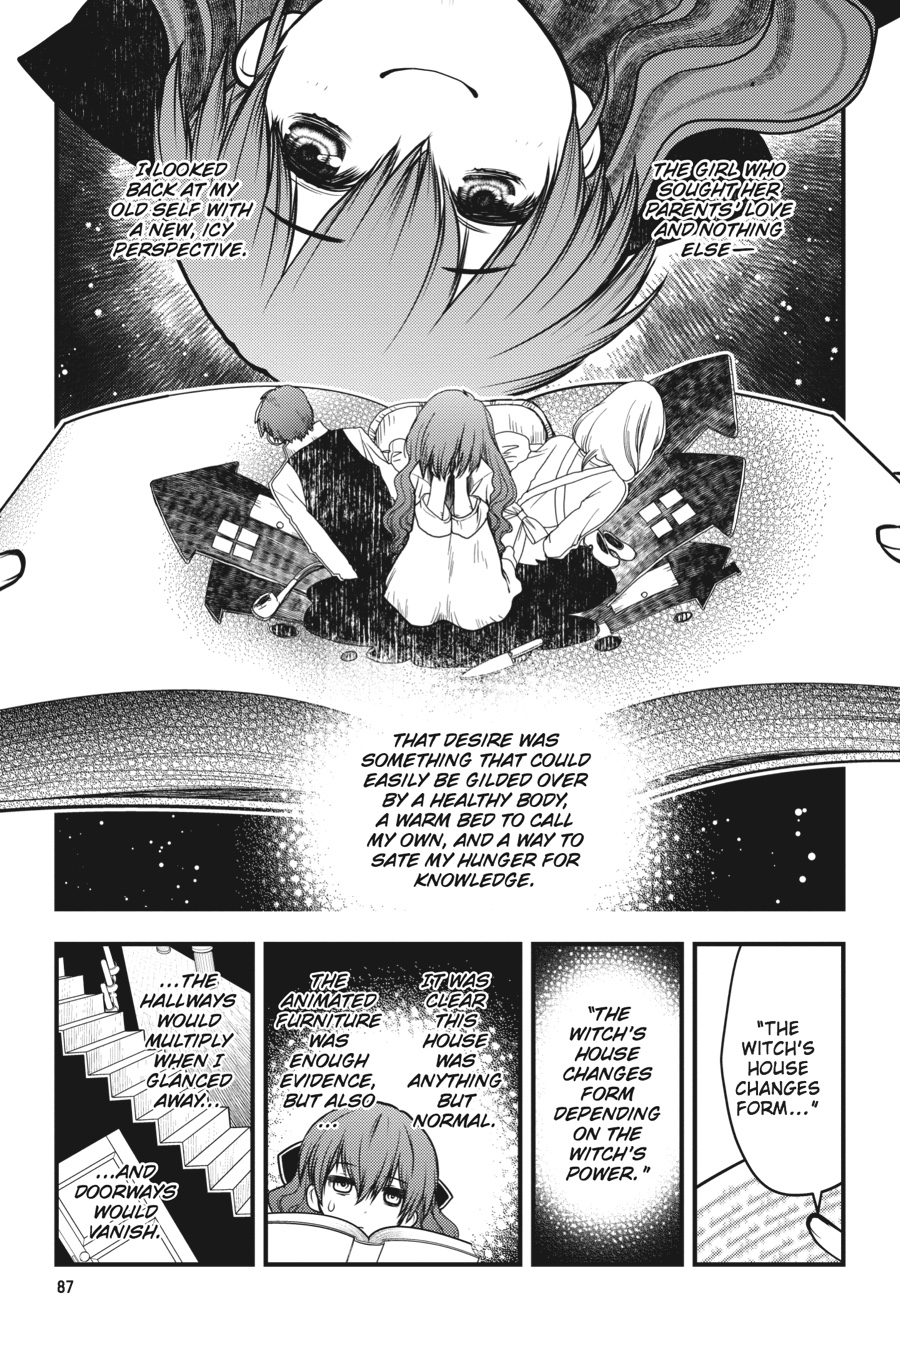 THE GIRL WHO
SOUGHT HER
PARENTS' LOVE
AND NOTHING
ELSE—
I LOOKED
BACK AT MY
OLD SELF WITH
A NEW, ICY
PERSPECTIVE.
THAT DESIRE WAS
SOMETHING THAT COULD
EASILY BE GILDED OVER
BY A HEALTHY BODY,
A WARM BED TO CALL
MY OWN, AND A WAY TO
SATE MY HUNGER FOR
KNOWLEDGE.
"THE
WITCH'S
HOUSE
CHANGES
FORM..."
"THE
WITCH'S
HOUSE
CHANGES
FORM
DEPENDING
ON THE
WITCH'S
POWER."
IT WAS
CLEAR
THIS
HOUSE
WAS
ANYTHING
BUT
NORMAL.
THE
ANIMATED
FURNITURE
WAS
ENOUGH
EVIDENCE,
BUT ALSO
...
...THE
HALLWAYS
WOULD
MULTIPLY
WHEN I
GLANCED
AWAY...
...AND
DOORWAYS
WOULD
VANISH.
87